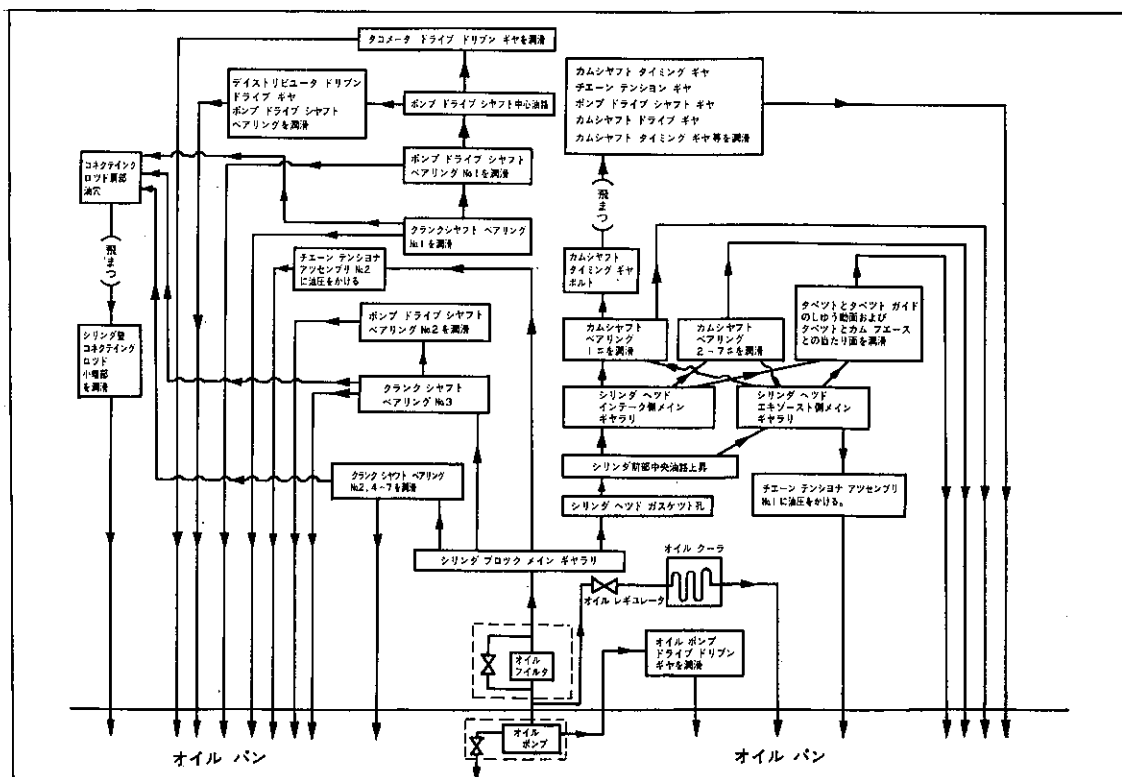 タコメータ ドライブ ドリブン ギヤを潤滑
デイストリビユータ ドリブン
ドライブ ギヤ
ポンプ ドライブ シヤフト
ベアリングを潤滑
ポンプ ドライブ シヤフト中心油路
カムシヤフト タイミング ギヤ
チエーン テンシヨン ギヤ
ポンプ ドライブ シヤフト ギヤ
カムシヤフト ドライブ ギヤ
カムシヤフト タイミング ギヤ等を潤滑
コネクテインク
ロツド肩部
油穴
ポンプ ドライブ シヤフト
ベアリング No.1を潤滑
クランクシヤフト ベアリング
No.1を潤滑
(飛まつ)
(飛まつ)
チエーン テンシヨナ
アツセンブリ No.2
に油圧をかける
カムシヤフト
タイミング ギヤ
ボルト
ポンプ ドライブ シヤフト
ベアリング No.2を潤滑
カムシヤフト
ベアリング
1=を潤滑
カムシヤフト
ベアリング
2~7=を潤滑
タペツトとタペツト ガイド
のしゆう動面および
タペツトとカム フエース
との当たり面を潤滑
シリンダ壁
コネクテインク
ロツド
小端部
を潤滑
クランク シヤフト
ベアリング No.3
シリンダ ヘツド
インテーク側メイン
ギヤラリ
シリンダ ヘツド
エキゾースト側メイン
ギヤラリ
シリンダ前部中央油路上昇
クランク シヤフト ベアリング
No.2, 4~7を潤滑
シリンダ ヘツド ガスケツト孔
チエーン テンシヨナ アツセンブリ
No.1に油圧をかける。
シリンダ ブロツク メイン ギヤラリ
オイル クーラ
オイル レギユレータ
オイル
フイルタ
オイル ポンプ
ドライブ ドリブン
ギヤを潤滑
オイル
ポンプ
オイル パン
オイル パン